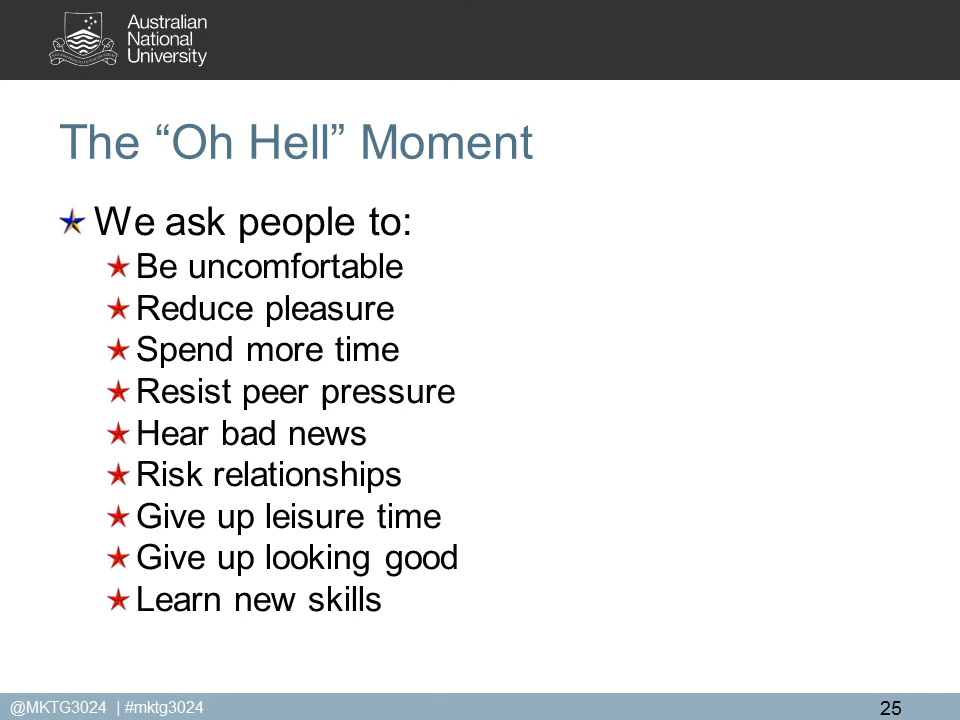 Australian
National
University
The “Oh Hell” Moment
We ask people to:
Be uncomfortable
Reduce pleasure
Spend more time
Resist peer pressure
Hear bad news
Risk relationships
Give up leisure time
Give up looking good
Learn new skills
@MKTG3024 | #mktg3024
25